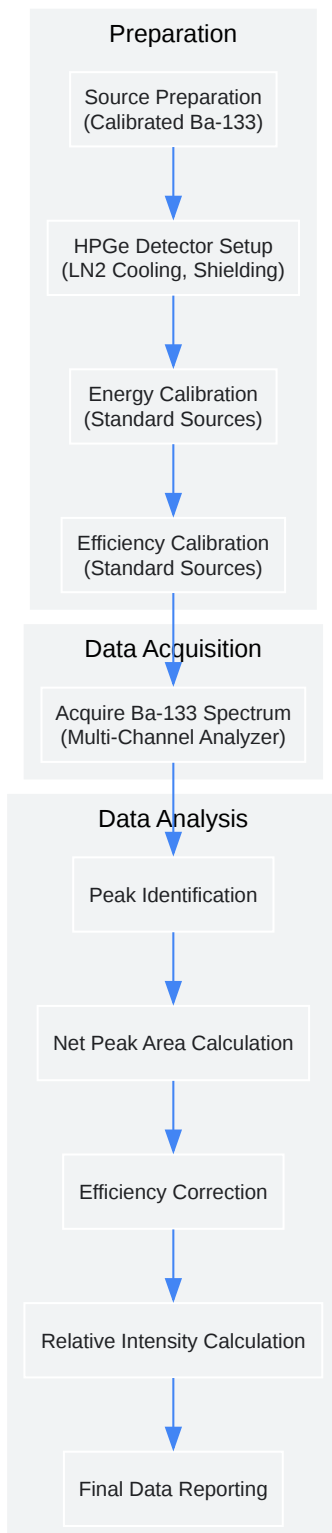 Preparation
Source Preparation
(Calibrated Ba-133)
HPGe Detector Setup
(LN2 Cooling, Shielding)
Energy Calibration
(Standard Sources)
Efficiency Calibration
(Standard Sources)
Data Acquisition
Acquire Ba-133 Spectrum
(Multi-Channel Analyzer)
Data Analysis
Peak Identification
Net Peak Area Calculation
Efficiency Correction
Relative Intensity Calculation
Final Data Reporting